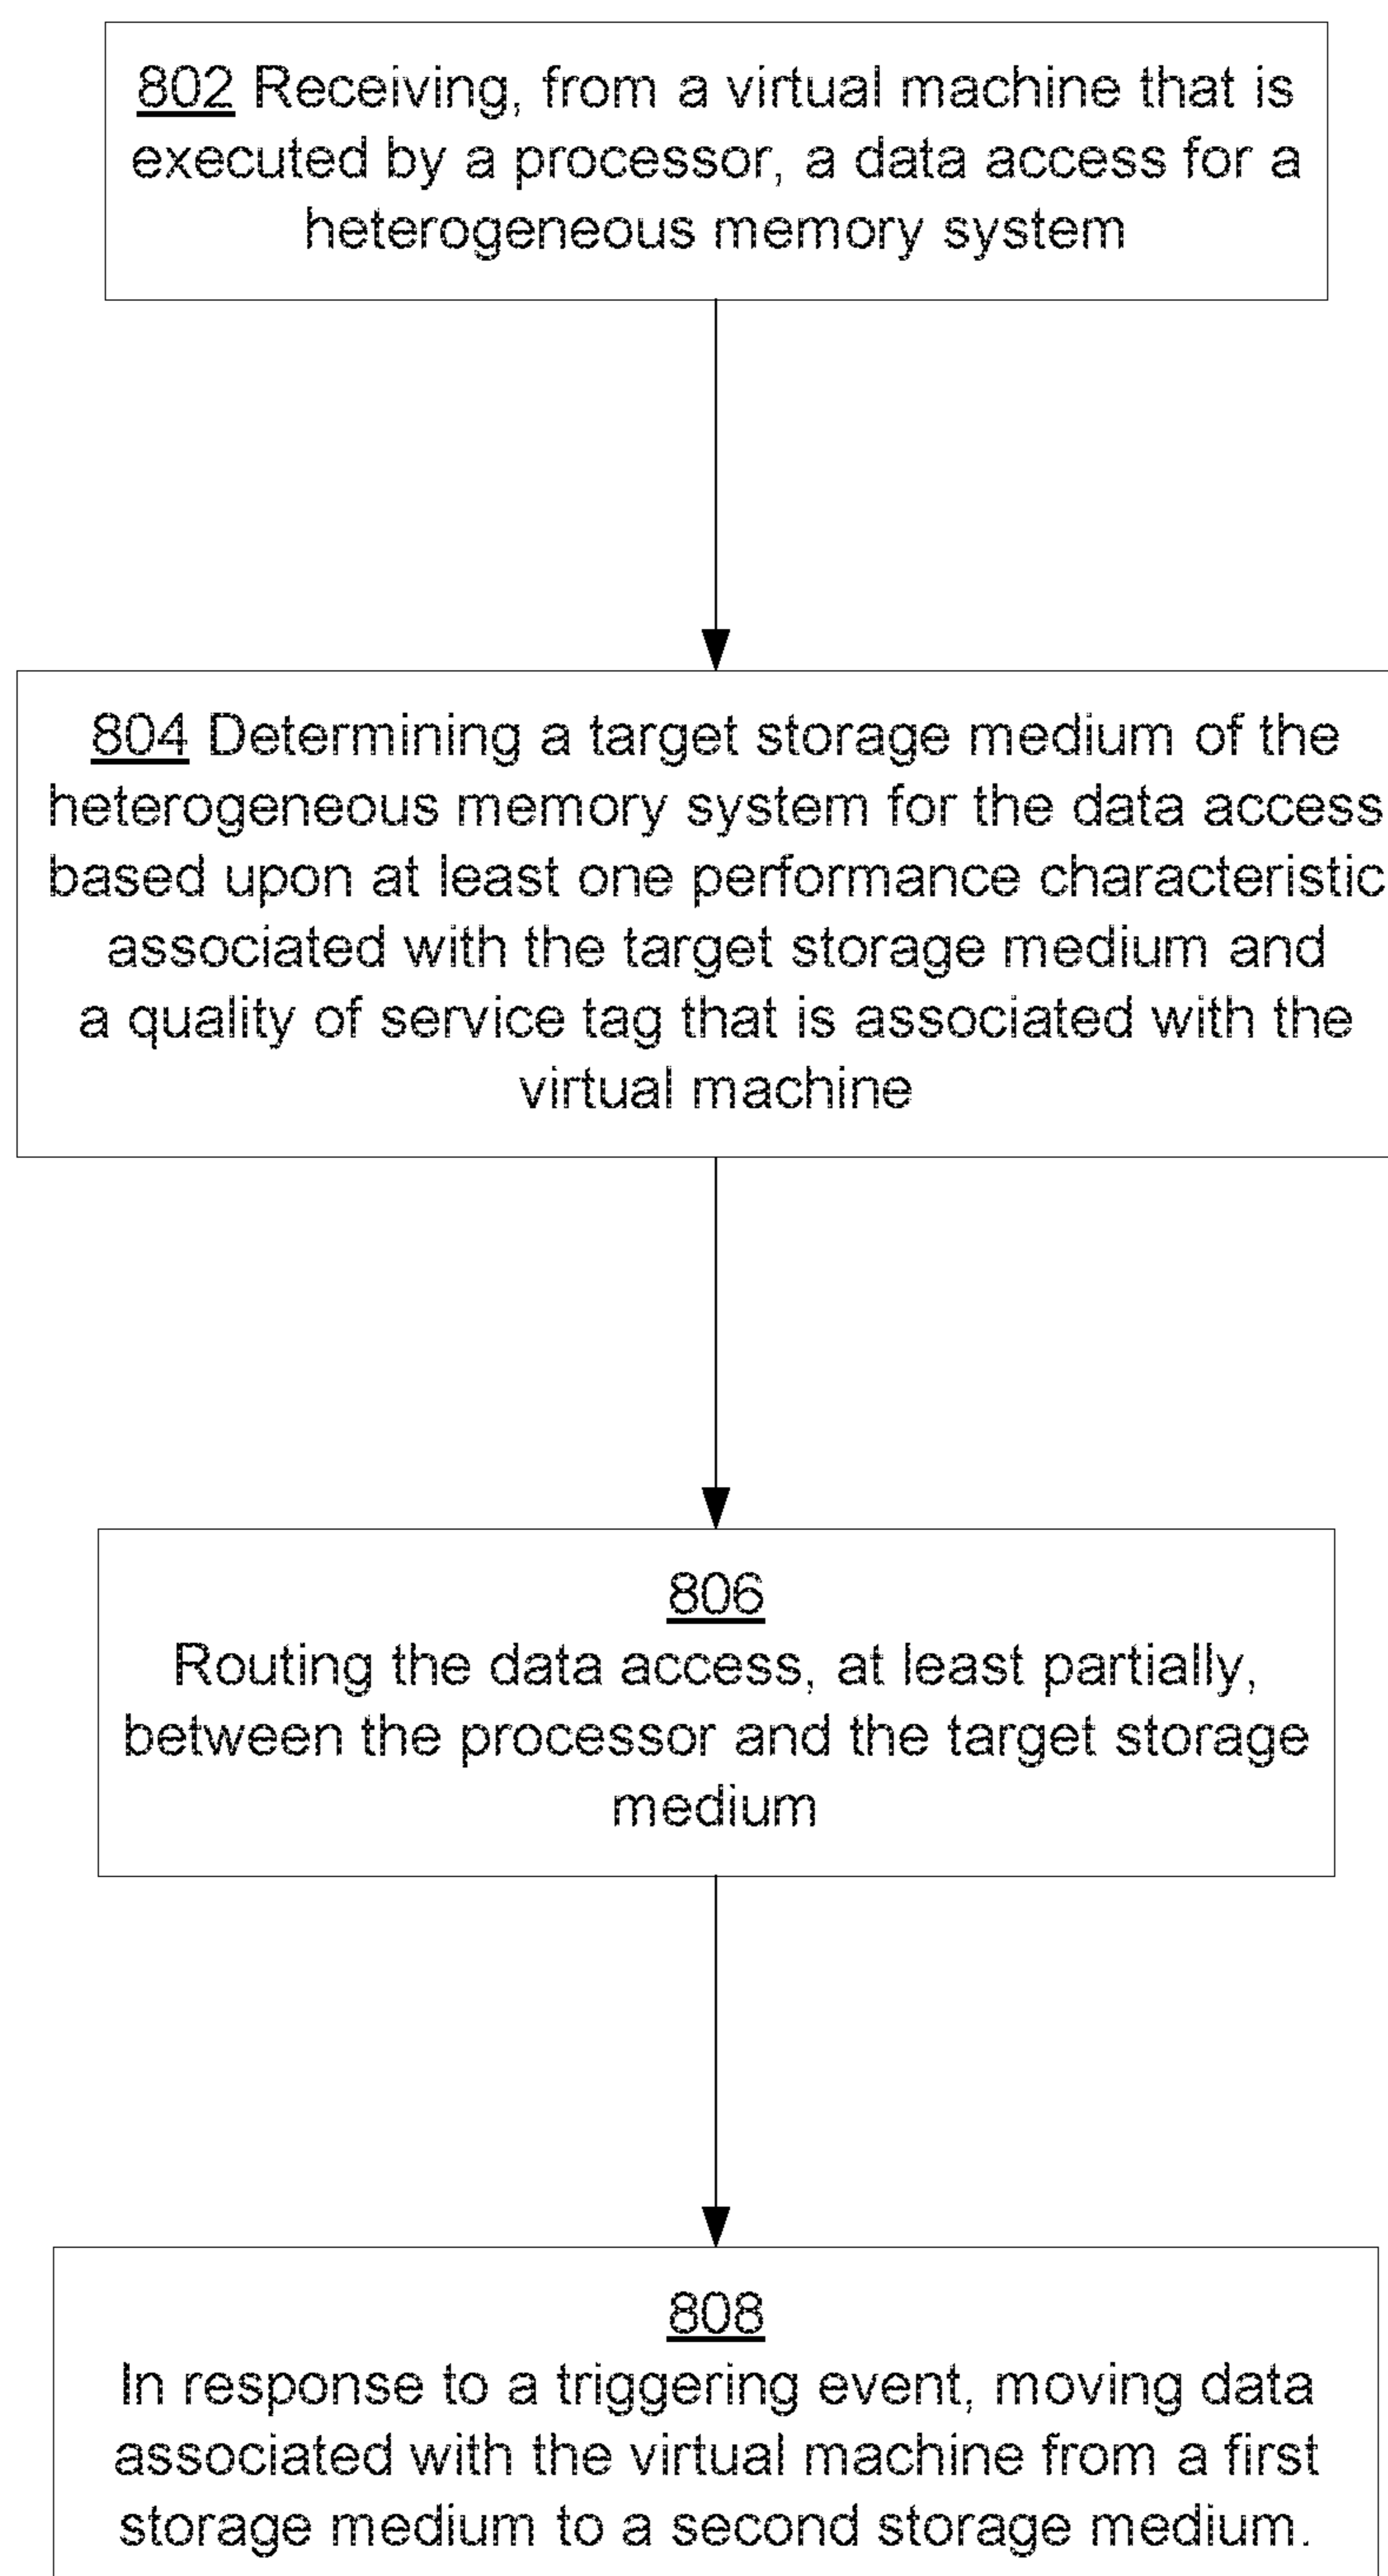 802 Receiving, from a virtual machine that is
executed by a processor, a data access for a
heterogeneous memory system
804 Determining a target storage medium of the
heterogeneous memory system for the data access
based upon at least one performance characteristic
associated with the target storage medium and
a quality of service tag that is associated with the
virtual machine
806
Routing the data access, at least partially,
between the processor and the target storage
medium
808
In response to a triggering event, moving data
associated with the virtual machine from a first
storage medium to a second storage medium.